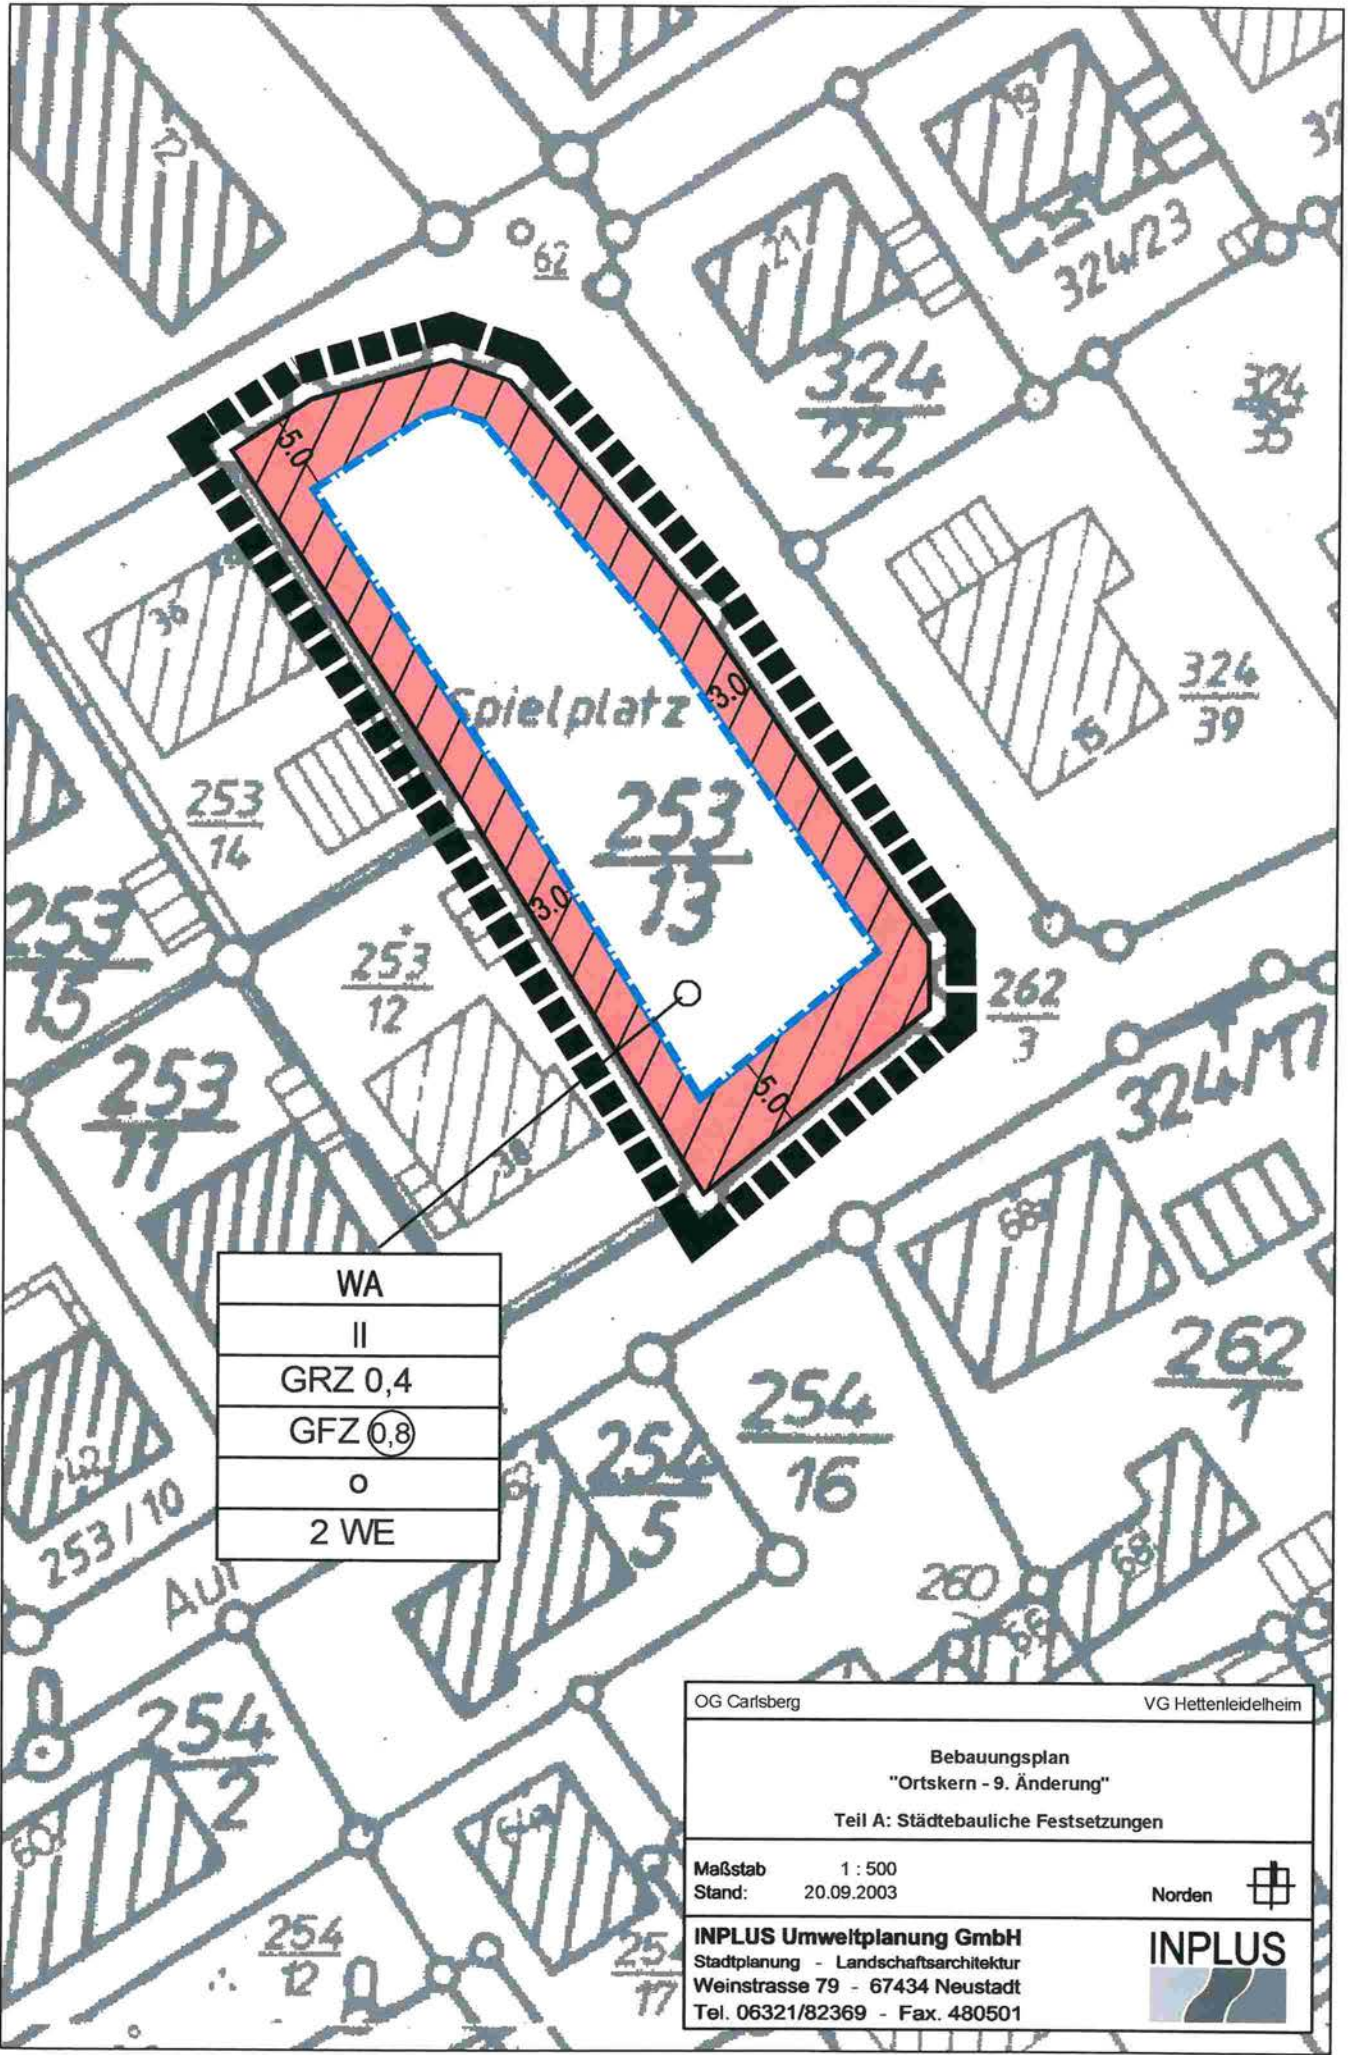 19
21
62
324/23
324
22
324
35
5.0
36
Spielplatz
3.0
324
39
15
253
14
253
13
253
15
3.0
253
12
262
3
324/17
253
11
5.0
38
68a
WA
II
GRZ 0,4
GFZ 0,8
o
2 WE
262
1
254
16
254
5
42
253/10
68
260
66
254
2
60
64a
254
12
254
17
OG Carlsberg VG Hettenleidelheim
Bebauungsplan
"Ortskern - 9. Änderung"
Teil A: Städtebauliche Festsetzungen
Maßstab 1 : 500
Stand: 20.09.2003 Norden
INPLUS Umweltplanung GmbH
Stadtplanung - Landschaftsarchitektur
Weinstrasse 79 - 67434 Neustadt
Tel. 06321/82369 - Fax. 480501
INPLUS